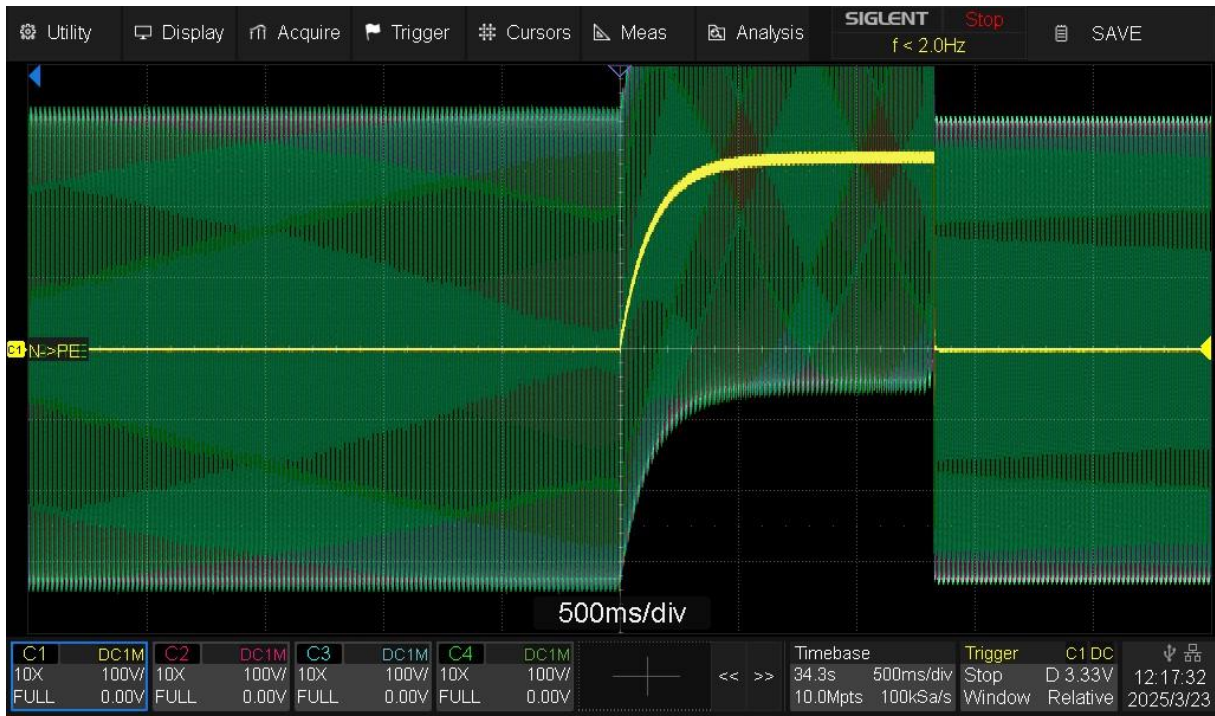 Utility Display Acquire Trigger Cursors Meas Analysis SIGLENT Stop SAVE
f < 2.0Hz
C1 N->PE
500ms/div
C1 DC1M C2 DC1M C3 DC1M C4 DC1M Timebase Trigger C1 DC
10X 100V/ 10X 100V/ 10X 100V/ 10X 100V/ << >> 34.3s 500ms/div Stop D 3.33V 12:17:32
FULL 0.00V FULL 0.00V FULL 0.00V FULL 0.00V 10.0Mpts 100kSa/s Window Relative 2025/3/23